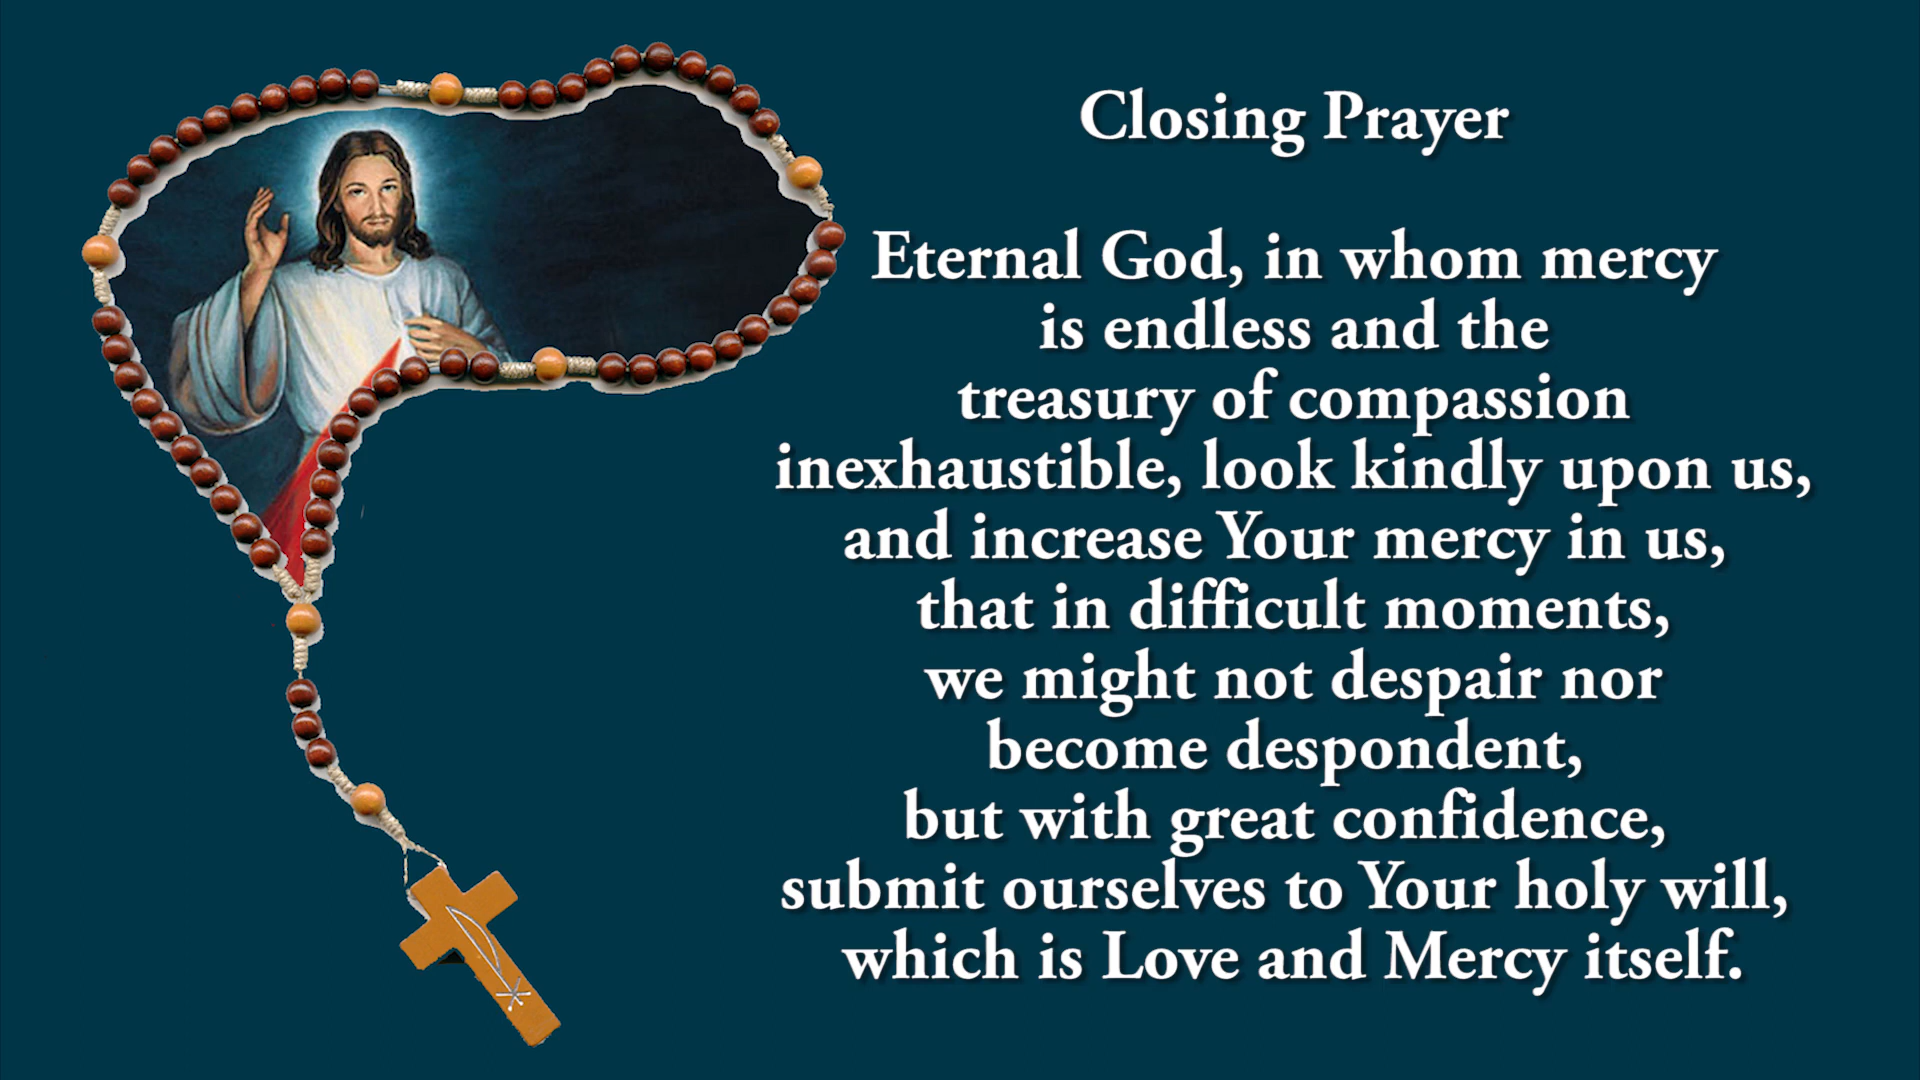 Closing Prayer
Eternal God, in whom mercy
is endless and the
treasury of compassion
inexhaustible, look kindly upon us,
and increase Your mercy in us,
that in difficult moments,
we might not despair nor
become despondent,
but with great confidence,
submit ourselves to Your holy will,
which is Love and Mercy itself.